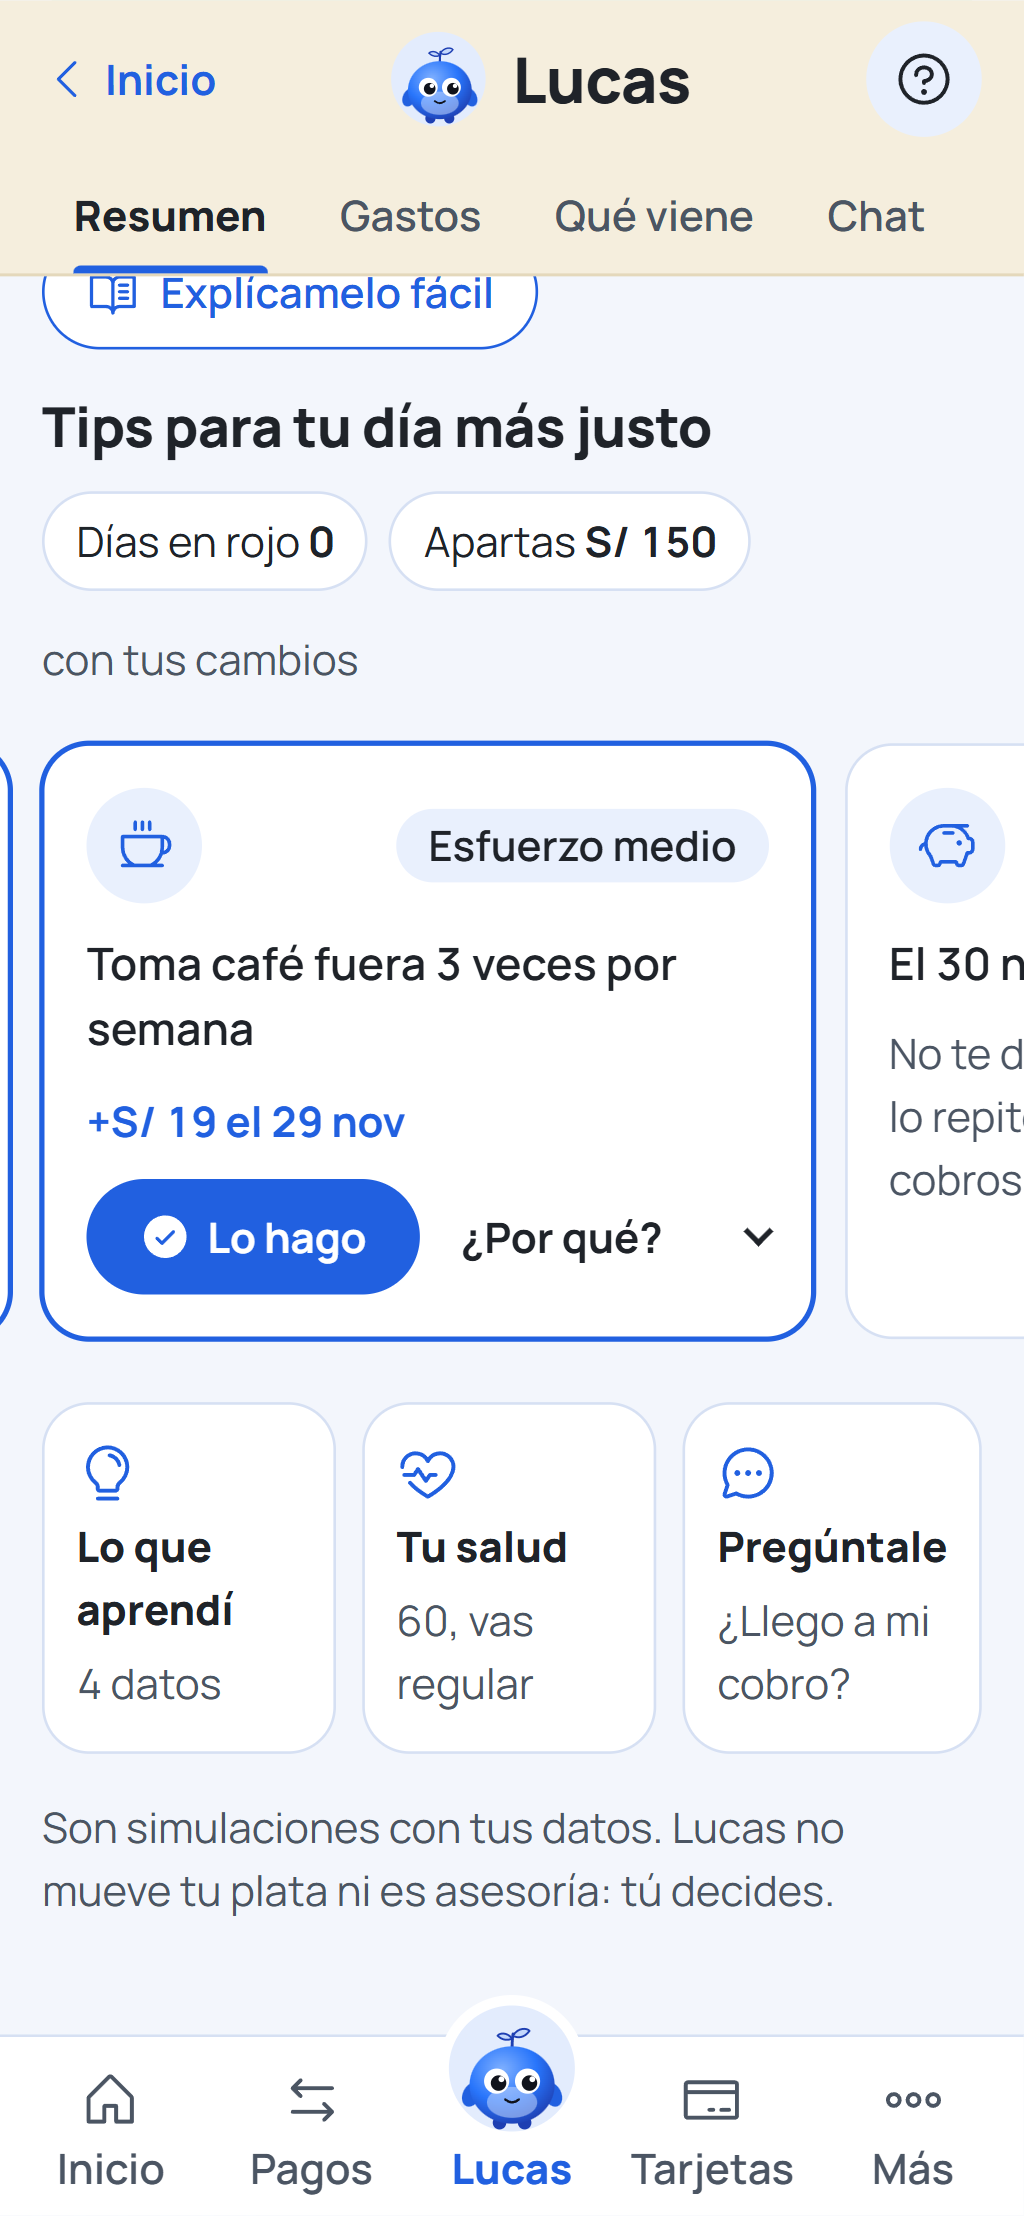 Inicio
Lucas
Resumen
Gastos
Qué viene
Chat
Explícamelo fácil
Tips para tu día más justo
Días en rojo 0
Apartas S/ 150
con tus cambios
Esfuerzo medio
Toma café fuera 3 veces por
semana
+S/ 19 el 29 nov
Lo hago
¿Por qué?
El 30 n
No te d
lo repit
cobros
Lo que
aprendí
4 datos
Tu salud
60, vas
regular
Pregúntale
¿Llego a mi
cobro?
Son simulaciones con tus datos. Lucas no
mueve tu plata ni es asesoría: tú decides.
Inicio
Pagos
Lucas
Tarjetas
Más